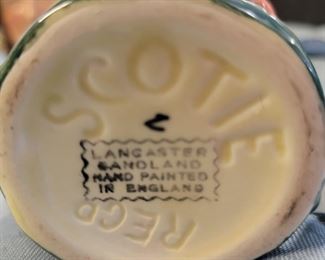 SCOTIE
LANCASTER
SANDLAND
HAND PAINTED
IN ENGLAND
REGD